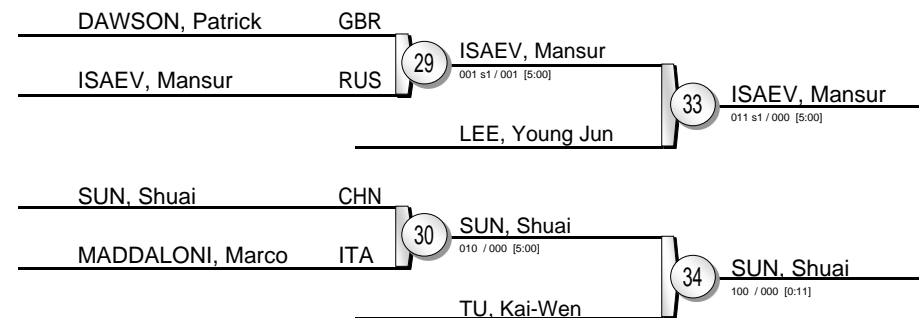 DAWSON, Patrick GBR
ISAEV, Mansur RUS
29
ISAEV, Mansur
001 s1 / 001 [5:00]
LEE, Young Jun
33
ISAEV, Mansur
011 s1 / 000 [5:00]
SUN, Shuai CHN
MADDALONI, Marco ITA
30
SUN, Shuai
010 / 000 [5:00]
TU, Kai-Wen
34
SUN, Shuai
100 / 000 [0:11]